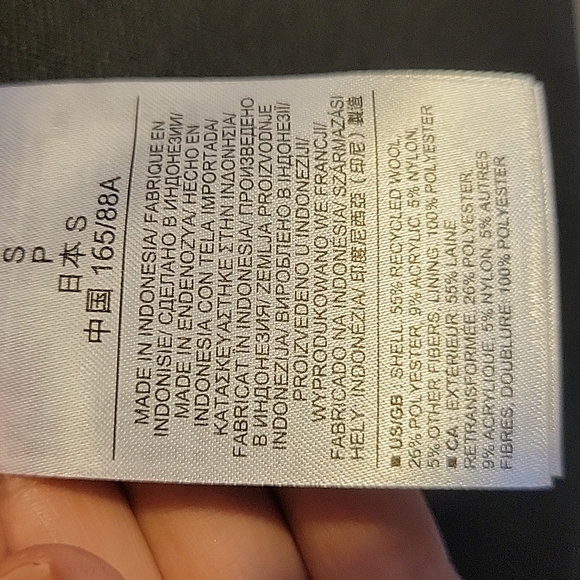 S
P
日本 S
中国 165/88A
MADE IN INDONESIA/ FABRIQUE EN
INDONISIE/ СДЕЛАНО В ИНДОНЕЗИИ/
MADE IN ENDENOZYA/ HECHO EN
INDONESIA CON TELA IMPORTADA/
ΚΑΤΑΣΚΕΥΑΣΤΗΚΕ ΣΤΗΝ ΙΝΔΟΝΗΣΙΑ/
FABRICAT ÎN INDONESIA/ ПРОИЗВЕДЕНО
В ИНДОНЕЗИЯ/ ZEMLJA PROIZVODNJE
INDONEZIJA/ ВИРОБЛЕНО В ІНДОНЕЗІЇ/
PROIZVEDENO U INDONEZIJI/
WYPRODUKOWANO WE FRANCJI/
FABRICADO NA INDONÉSIA/ SZÁRMAZÁSI
HELY: INDONÉZIA/ 印度尼西亞 (印尼) 製造
■ US/GB : SHELL: 55% RECYCLED WOOL,
26% POLYESTER, 9% ACRYLIC, 5% NYLON,
5% OTHER FIBERS, LINING: 100% POLYESTER
■ CA : EXTÉRIEUR: 55% LAINE
RETRANSFORMÉE, 26% POLYESTER,
9% ACRYLIQUE, 5% NYLON, 5% AUTRES
FIBRES, DOUBLURE: 100% POLYESTER